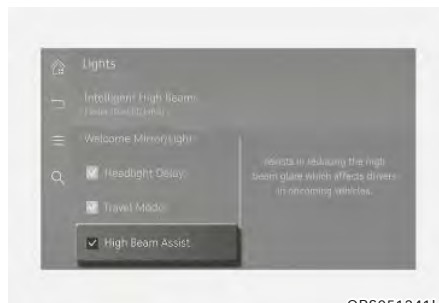 Lights
Intelligent High Beam
Welcome Mirror/Light
Headlight Delay
Travel Mode
High Beam Assist
Assists in reducing the high
beam glare which affects drivers
in oncoming vehicles.